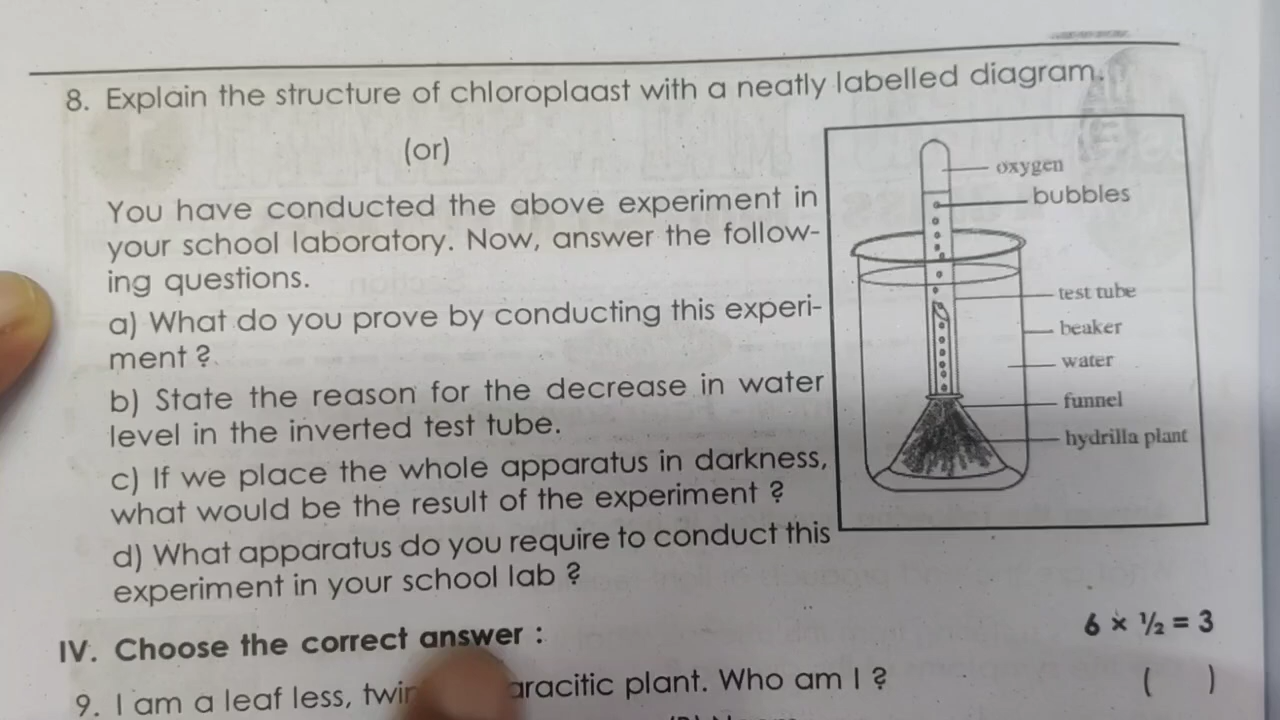 8. Explain the structure of chloroplaast with a neatly labelled diagram.
(or)
You have conducted the above experiment in
your school laboratory. Now, answer the follow-
ing questions.
a) What do you prove by conducting this experi-
ment ?
b) State the reason for the decrease in water
level in the inverted test tube.
c) If we place the whole apparatus in darkness,
what would be the result of the experiment ?
d) What apparatus do you require to conduct this
experiment in your school lab ?
oxygen
bubbles
test tube
beaker
water
funnel
hydrilla plant
IV. Choose the correct answer : 6 × ½ = 3
9. I am a leaf less, plant. Who am I ? ( )